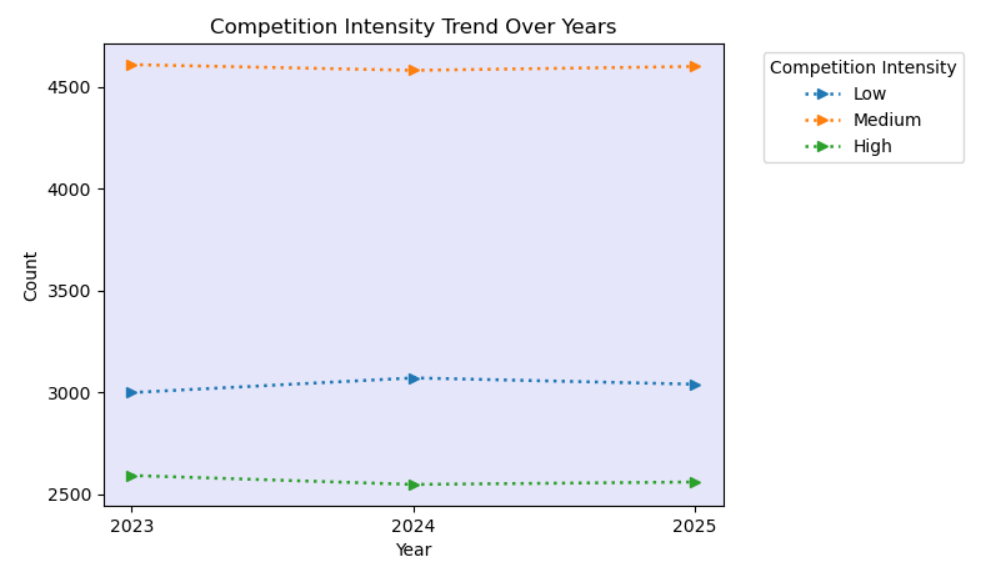 Competition Intensity Trend Over Years
Competition Intensity
Low
Medium
High
4500
4000
3500
3000
2500
Count
2023
2024
2025
Year